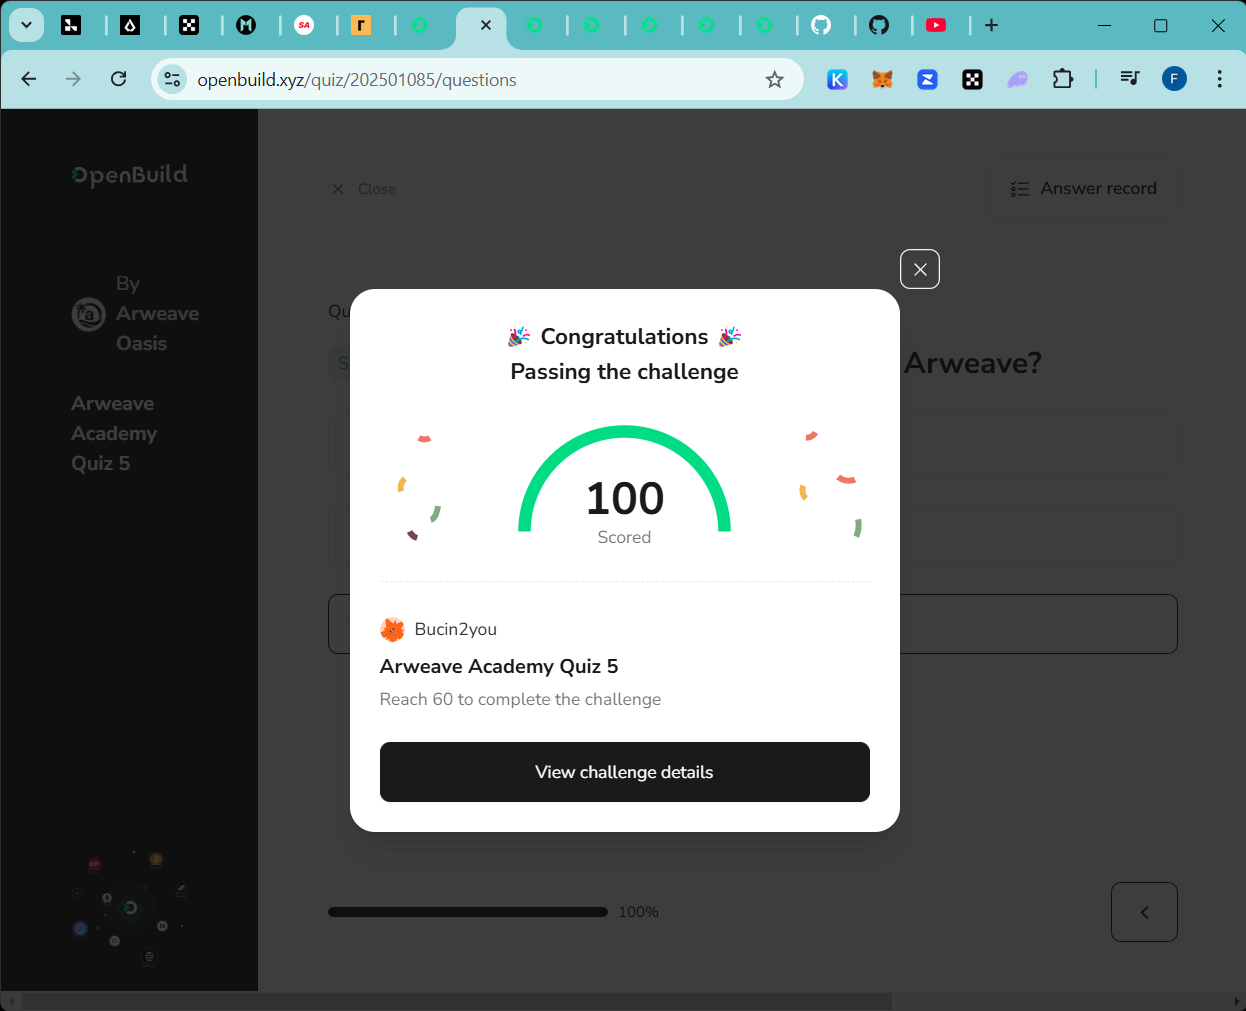 SA
r
openbuild.xyz/quiz/202501085/questions
F
OpenBuild
By
Arweave
Oasis
Arweave
Academy
Quiz 5
Close
Answer record
Arweave?
Congratulations
Passing the challenge
100
Scored
Bucin2you
Arweave Academy Quiz 5
Reach 60 to complete the challenge
View challenge details
100%